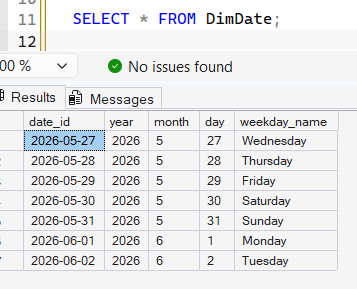 11 SELECT * FROM DimDate;
12
00 %
No issues found
Results Messages
date_id year month day weekday_name
2026-05-27 2026 5 27 Wednesday
2026-05-28 2026 5 28 Thursday
2026-05-29 2026 5 29 Friday
2026-05-30 2026 5 30 Saturday
2026-05-31 2026 5 31 Sunday
2026-06-01 2026 6 1 Monday
2026-06-02 2026 6 2 Tuesday